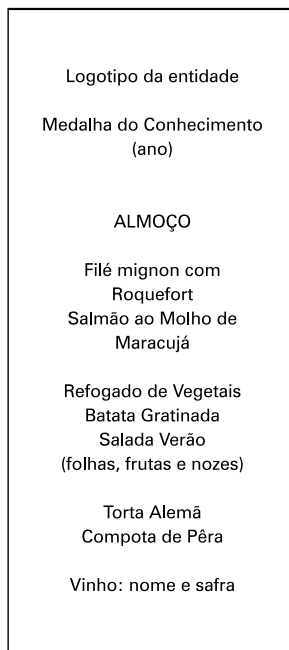 Logotipo da entidade
Medalha do Conhecimento
(ano)
ALMOÇO
Filé mignon com
Roquefort
Salmão ao Molho de
Maracujá
Refogado de Vegetais
Batata Gratinada
Salada Verão
(folhas, frutas e nozes)
Torta Alemã
Compota de Pêra
Vinho: nome e safra